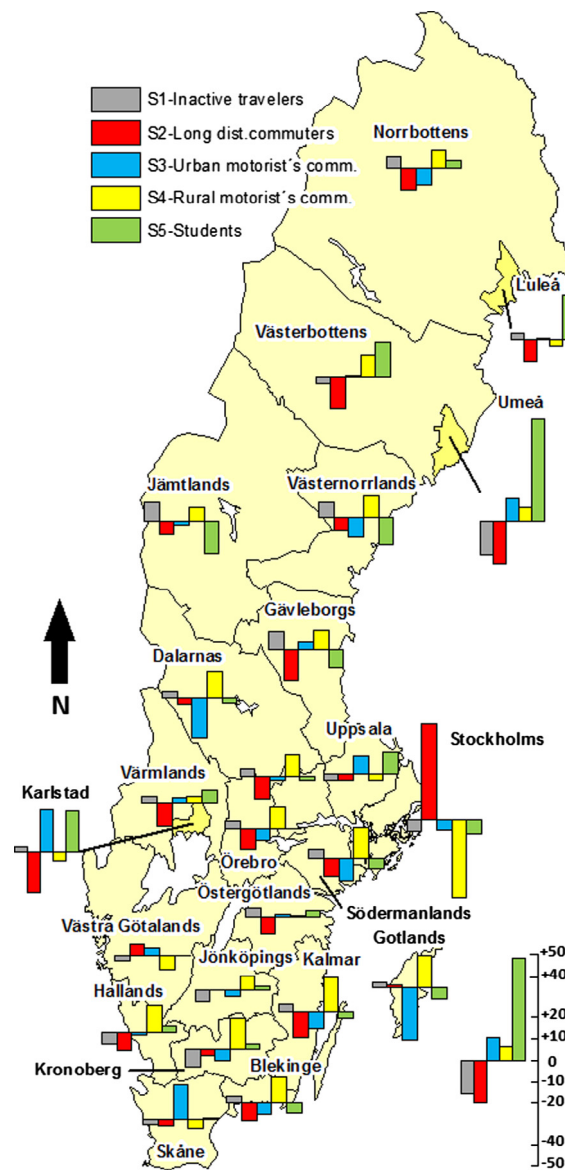 S1-Inactive travelers
S2-Long dist.commuters
S3-Urban motorist´s comm.
S4-Rural motorist´s comm.
S5-Students
Norrbottens
Luleå
Västerbottens
Umeå
Jämtlands
Västernorrlands
Gävleborgs
N
Dalarnas
Uppsala
Stockholms
Värmlands
Karlstad
Örebro
Östergötlands
Södermanlands
Västra Götalands
Gotlands
Jönköpings
Kalmar
Hallands
Kronoberg
Blekinge
Skåne
+50
+40
+20
+10
0
-10
-20
-40
-50